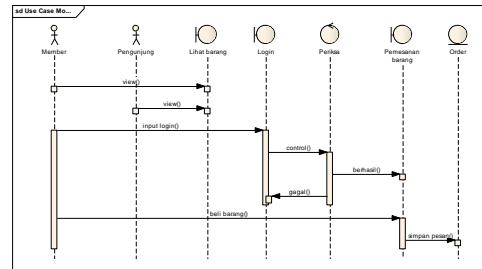 sd Use Case Mo...
Member
Pengunjung
Lihat barang
Login
Periksa
Pemesanan
barang
Order
view()
view()
input login()
control()
berhasil()
gagal()
beli barang()
simpan pesan()